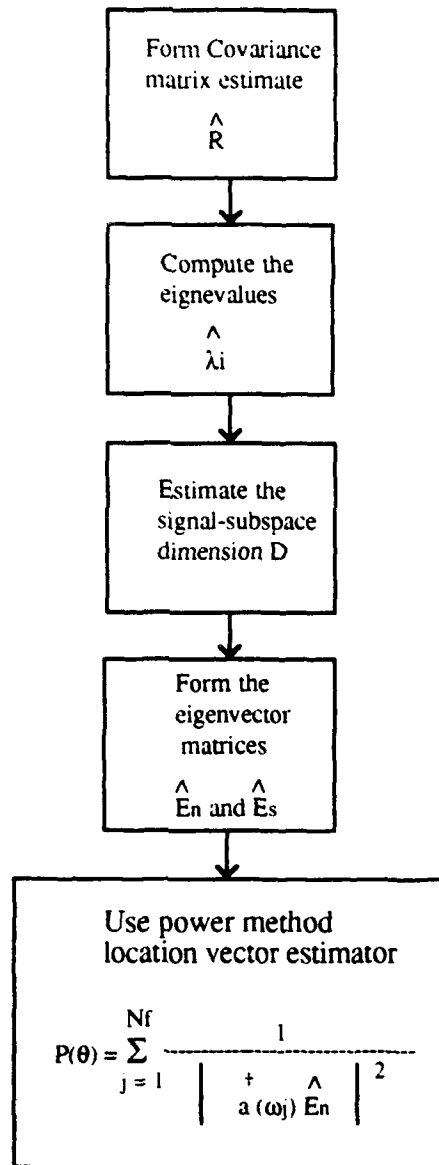 Form Covariance
matrix estimate
^
R
Compute the
eignevalues
^
λi
Estimate the
signal-subspace
dimension D
Form the
eigenvector
matrices
^ ^
En and Es
Use power method
location vector estimator
Nf
P(θ) = Σ 1
j = 1
| † ^ | 2
a (ωj) En